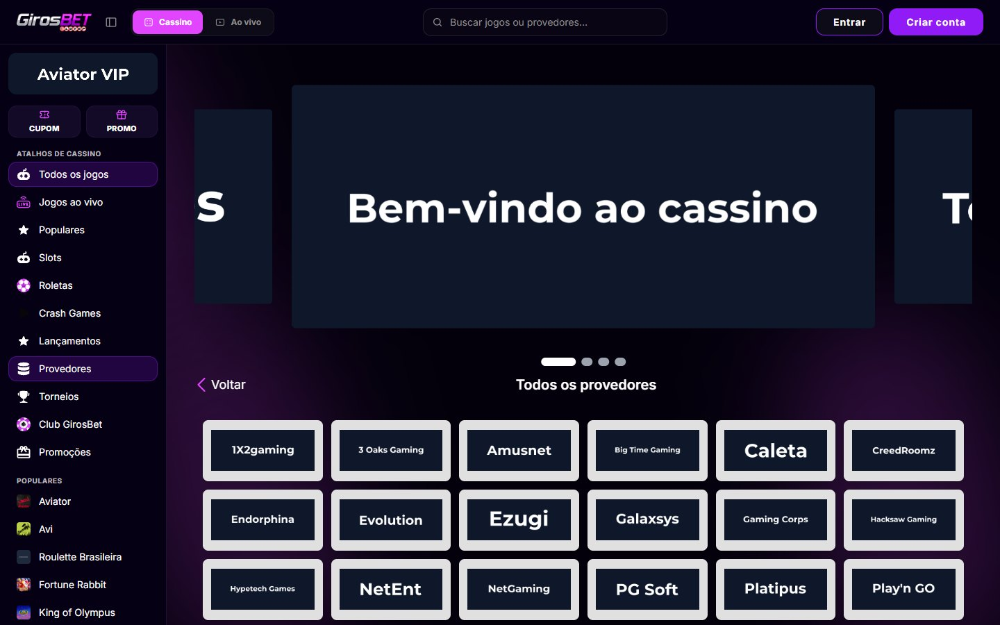 GirosBET
SLOTS
Cassino
Ao vivo
Buscar jogos ou provedores...
Entrar
Criar conta
Aviator VIP
CUPOM
PROMO
ATALHOS DE CASSINO
Todos os jogos
LIVE
Jogos ao vivo
Populares
Slots
Roletas
Crash Games
Lançamentos
Provedores
Torneios
Club GirosBet
Promoções
POPULARES
Aviator
Avi
Roulette Brasileira
Fortune Rabbit
King of Olympus
s
Bem-vindo ao cassino
T
Voltar
Todos os provedores
1X2gaming
3 Oaks Gaming
Amusnet
Big Time Gaming
Caleta
CreedRoomz
Endorphina
Evolution
Ezugi
Galaxsys
Gaming Corps
Hacksaw Gaming
Hypetech Games
NetEnt
NetGaming
PG Soft
Platipus
Play'n GO